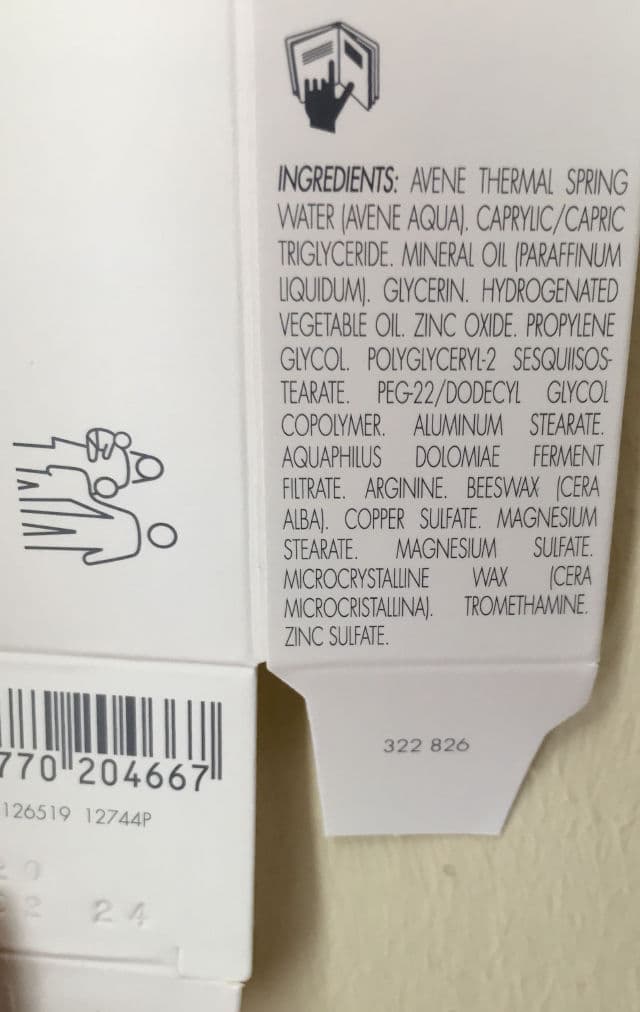 INGREDIENTS: AVENE THERMAL SPRING
WATER (AVENE AQUA). CAPRYLIC/CAPRIC
TRIGLYCERIDE. MINERAL OIL (PARAFFINUM
LIQUIDUM). GLYCERIN. HYDROGENATED
VEGETABLE OIL. ZINC OXIDE. PROPYLENE
GLYCOL. POLYGLYCERYL-2 SESQUIISOS-
TEARATE. PEG-22/DODECYL GLYCOL
COPOLYMER. ALUMINUM STEARATE.
AQUAPHILUS DOLOMIAE FERMENT
FILTRATE. ARGININE. BEESWAX (CERA
ALBA). COPPER SULFATE. MAGNESIUM
STEARATE. MAGNESIUM SULFATE.
MICROCRYSTALLINE WAX (CERA
MICROCRISTALLINA). TROMETHAMINE.
ZINC SULFATE.
322 826
770 204667
126519 12744P
24